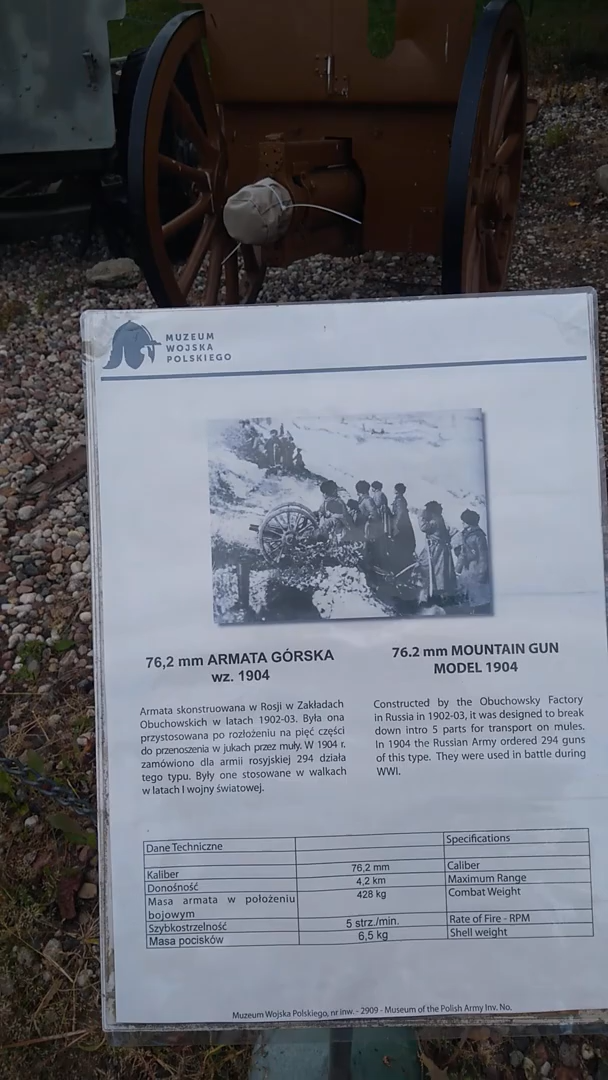 MUZEUM
WOJSKA
POLSKIEGO
76,2 mm ARMATA GÓRSKA
wz. 1904
Armata skonstruowana w Rosji w Zakładach
Obuchowskich w latach 1902-03. Była ona
przystosowana po rozłożeniu na pięć części
do przenoszenia w jukach przez muły. W 1904 r.
zamówiono dla armii rosyjskiej 294 działa
tego typu. Były one stosowane w walkach
w latach I wojny światowej.
76.2 mm MOUNTAIN GUN
MODEL 1904
Constructed by the Obuchowsky Factory
in Russia in 1902-03, it was designed to break
down intro 5 parts for transport on mules.
In 1904 the Russian Army ordered 294 guns
of this type. They were used in battle during
WWI.
Dane Techniczne Specifications
Kaliber 76,2 mm Caliber
Donośność 4,2 km Maximum Range
Masa armata w położeniu 428 kg Combat Weight
bojowym
Szybkostrzelność 5 strz./min. Rate of Fire - RPM
Masa pocisków 6,5 kg Shell weight
Muzeum Wojska Polskiego, nr inw. - 2909 - Museum of the Polish Army Inv. No.